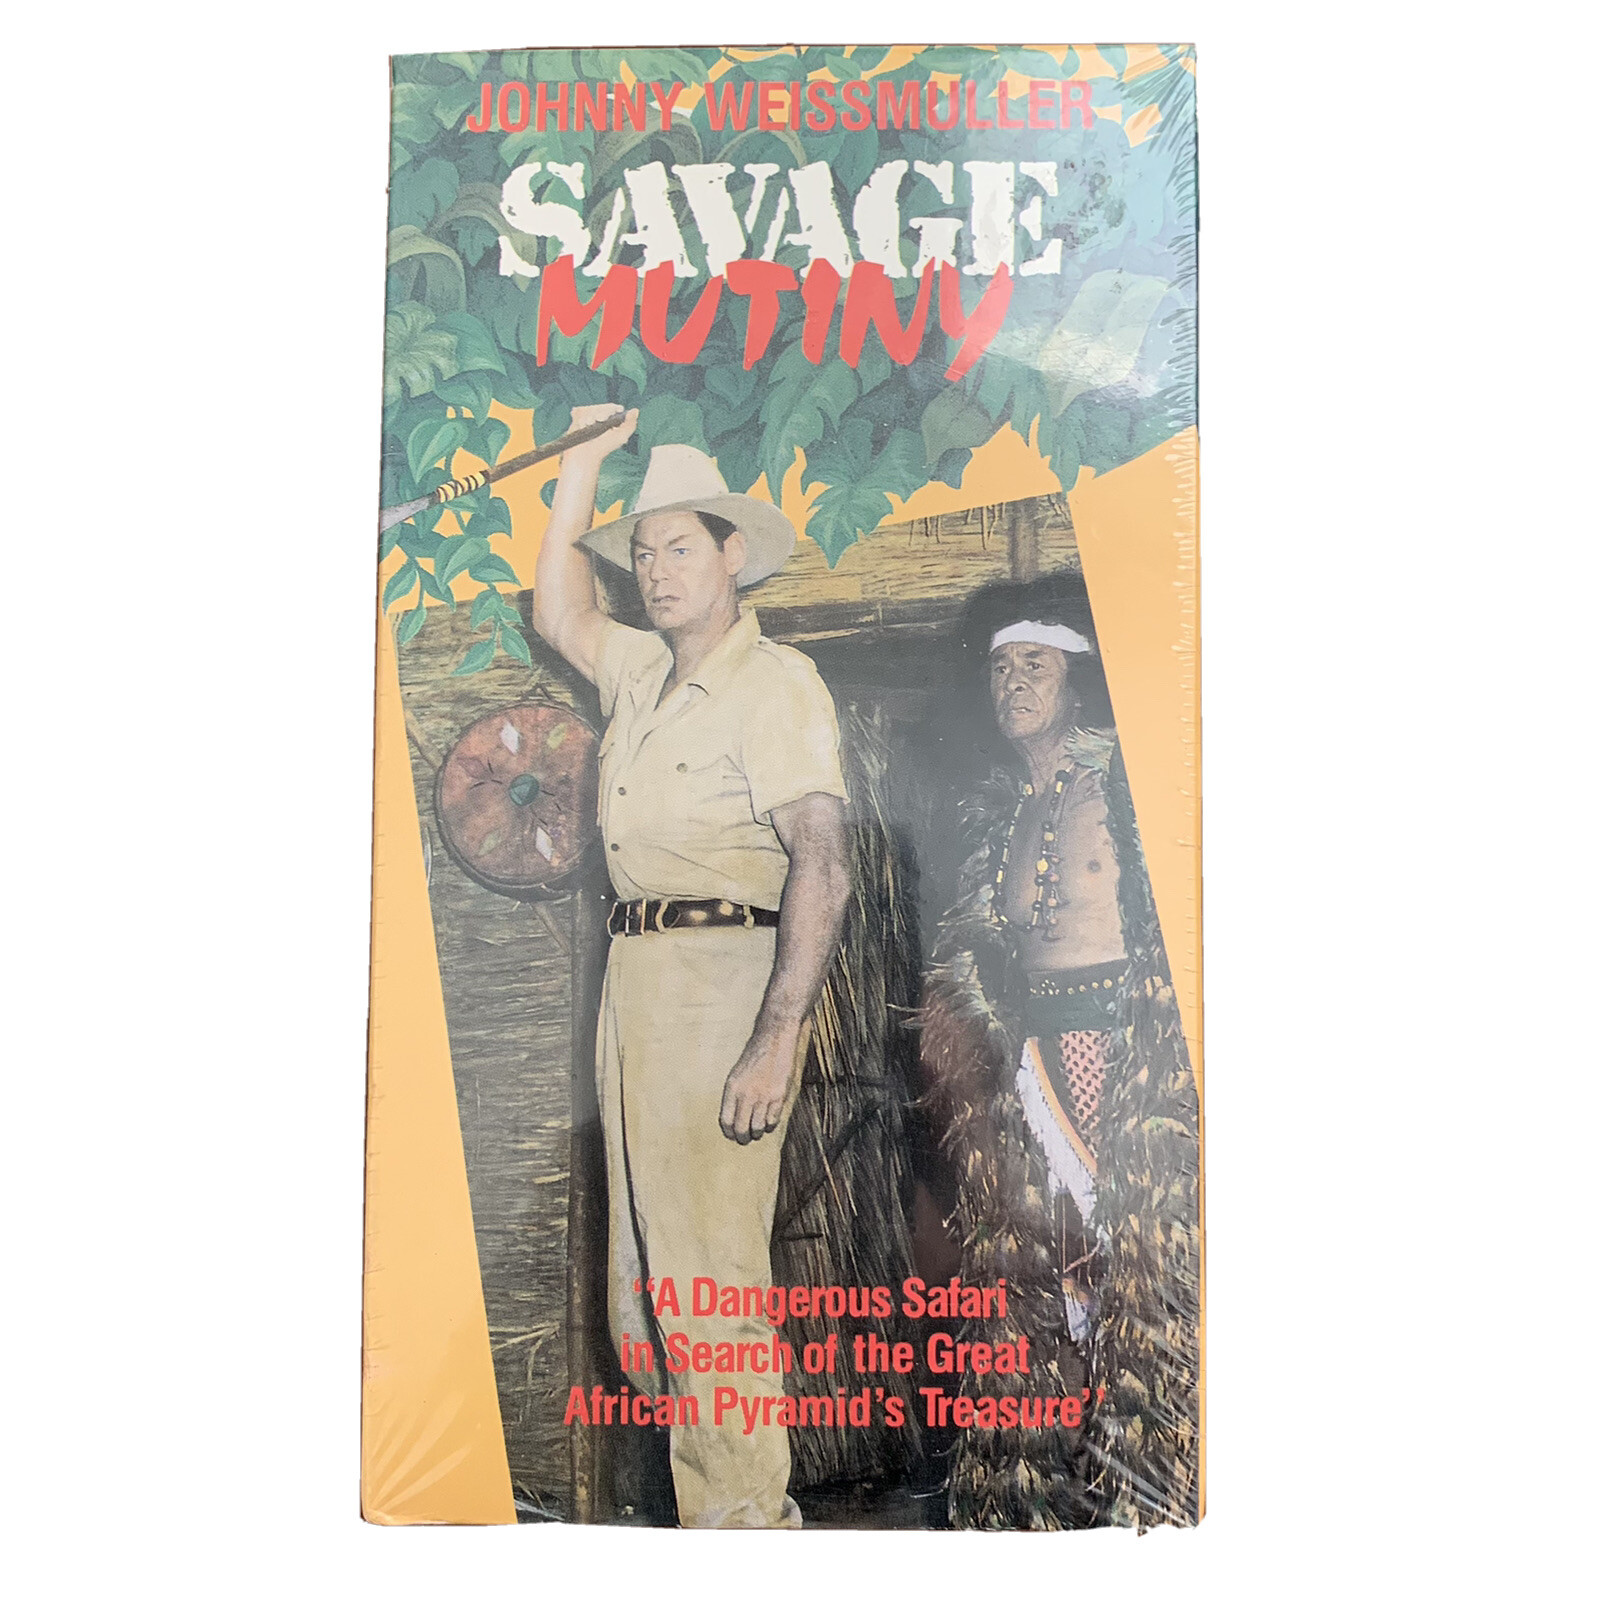 JOHNNY WEISSMULLER
SAVAGE
MUTINY
“A Dangerous Safari
in Search of the Great
African Pyramid’s Treasure”